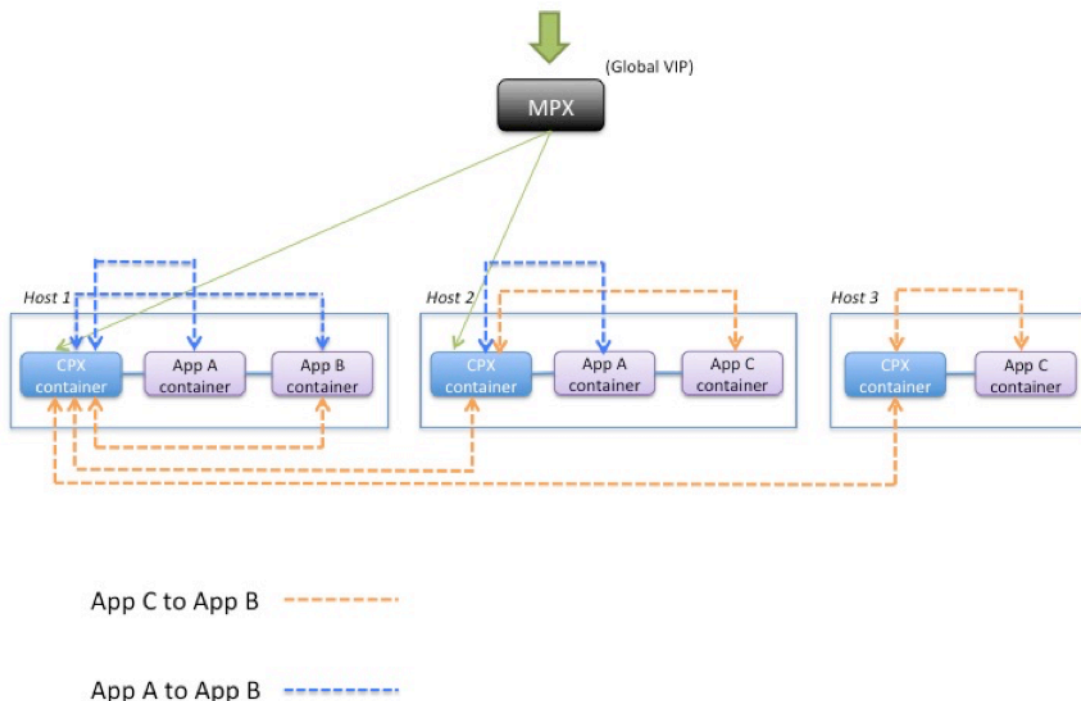 (Global VIP)
MPX
Host 1
Host 2
Host 3
CPX
container
App A
container
App B
container
CPX
container
App A
container
App C
container
CPX
container
App C
container
App C to App B
App A to App B